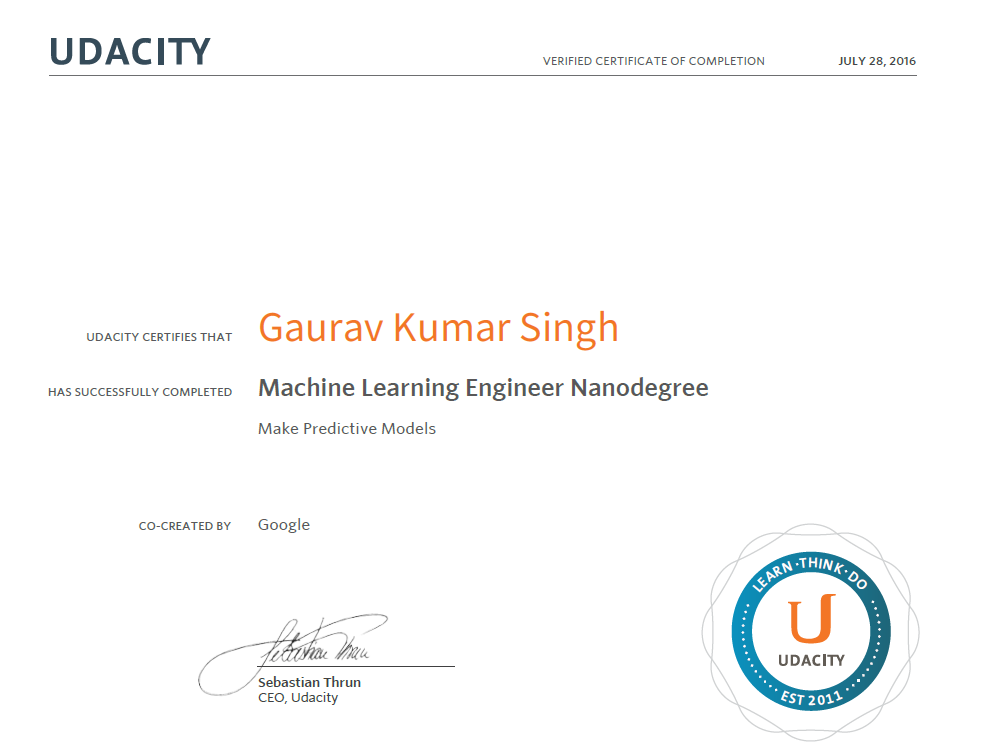 UDACITY
VERIFIED CERTIFICATE OF COMPLETION JULY 28, 2016
UDACITY CERTIFIES THAT Gaurav Kumar Singh
HAS SUCCESSFULLY COMPLETED Machine Learning Engineer Nanodegree
Make Predictive Models
CO-CREATED BY Google
Sebastian Thrun
Sebastian Thrun
CEO, Udacity
LEARN·THINK·DO
U
UDACITY
EST 2011